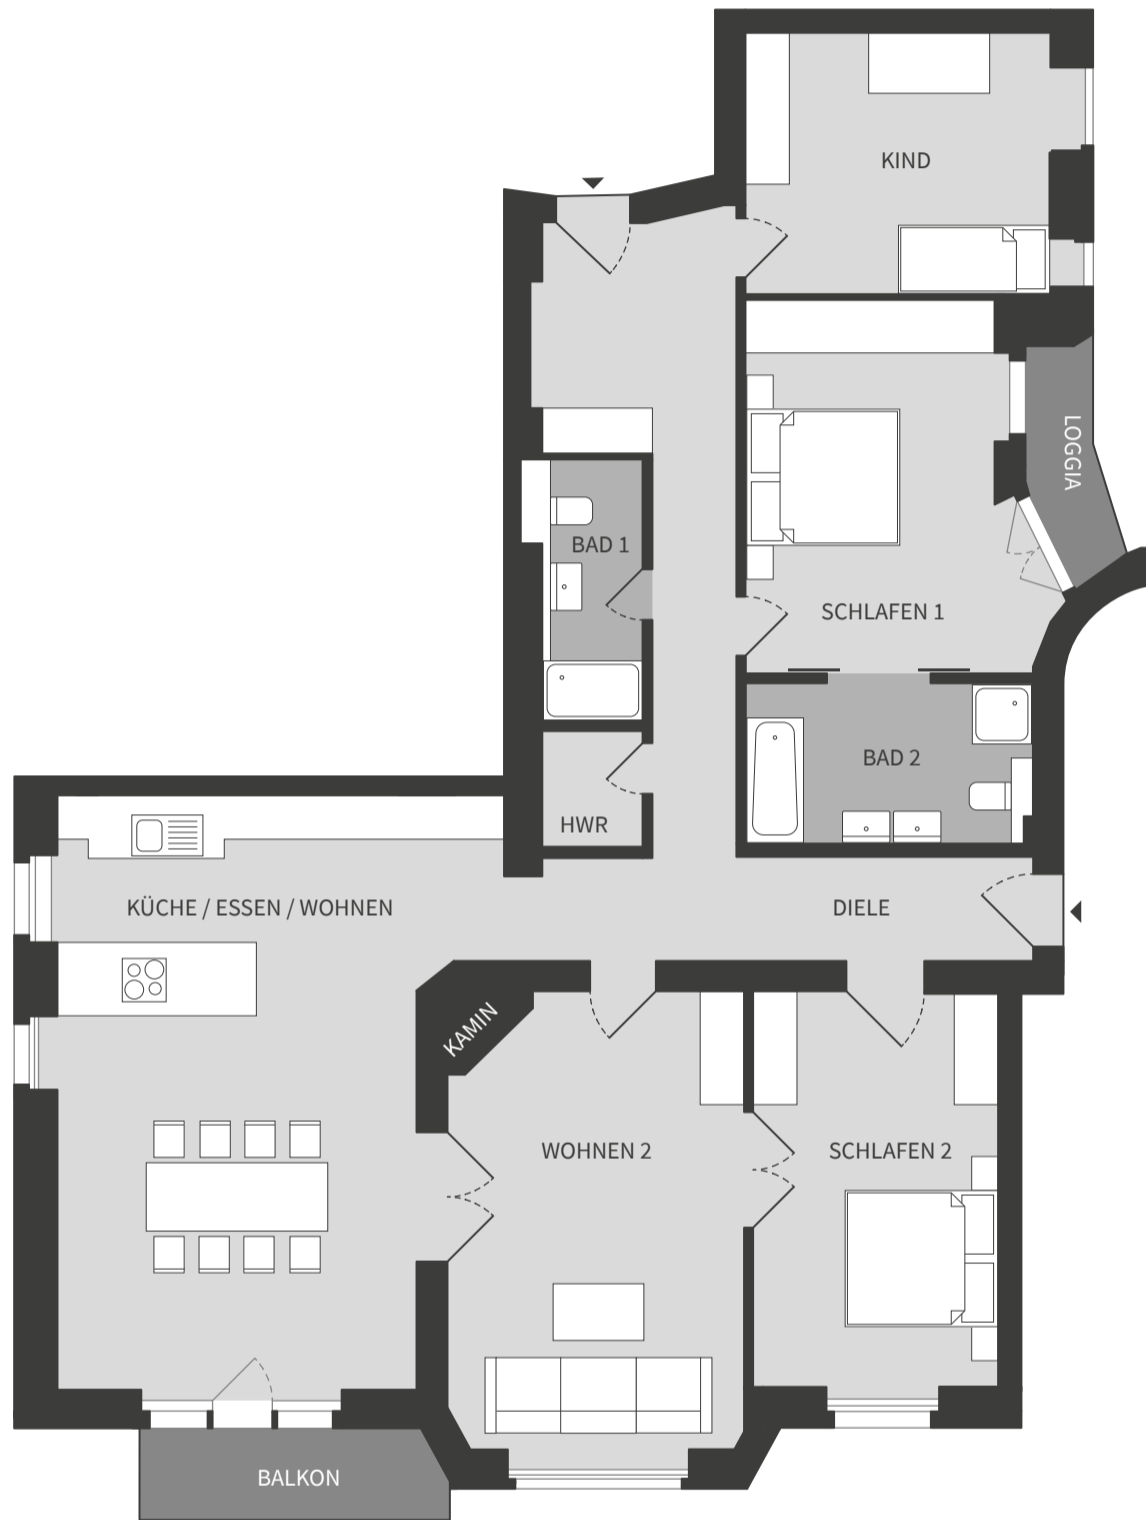 KIND
LOGGIA
BAD 1
SCHLAFEN 1
BAD 2
HWR
KÜCHE / ESSEN / WOHNEN
DIELE
KAMIN
WOHNEN 2
SCHLAFEN 2
BALKON